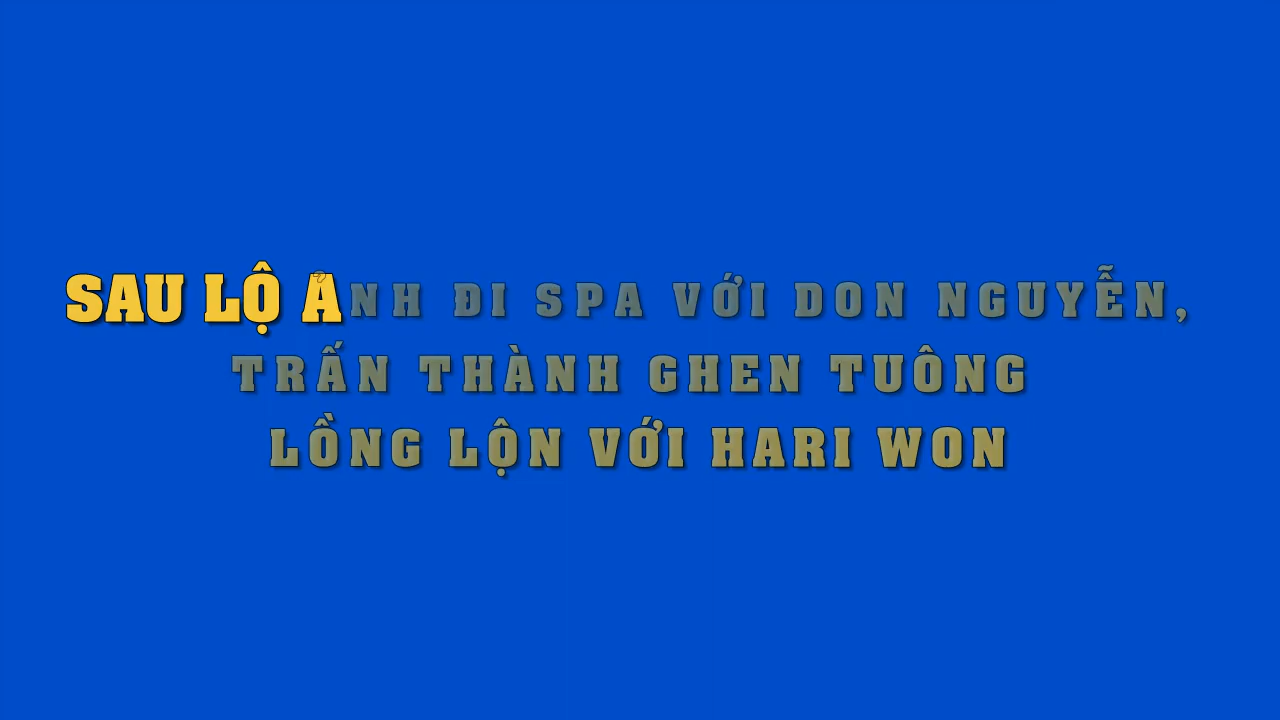 SAU LỘ ẢNH ĐI SPA VỚI DON NGUYỄN,
TRẤN THÀNH GHEN TUÔNG
LỒNG LỘN VỚI HARI WON